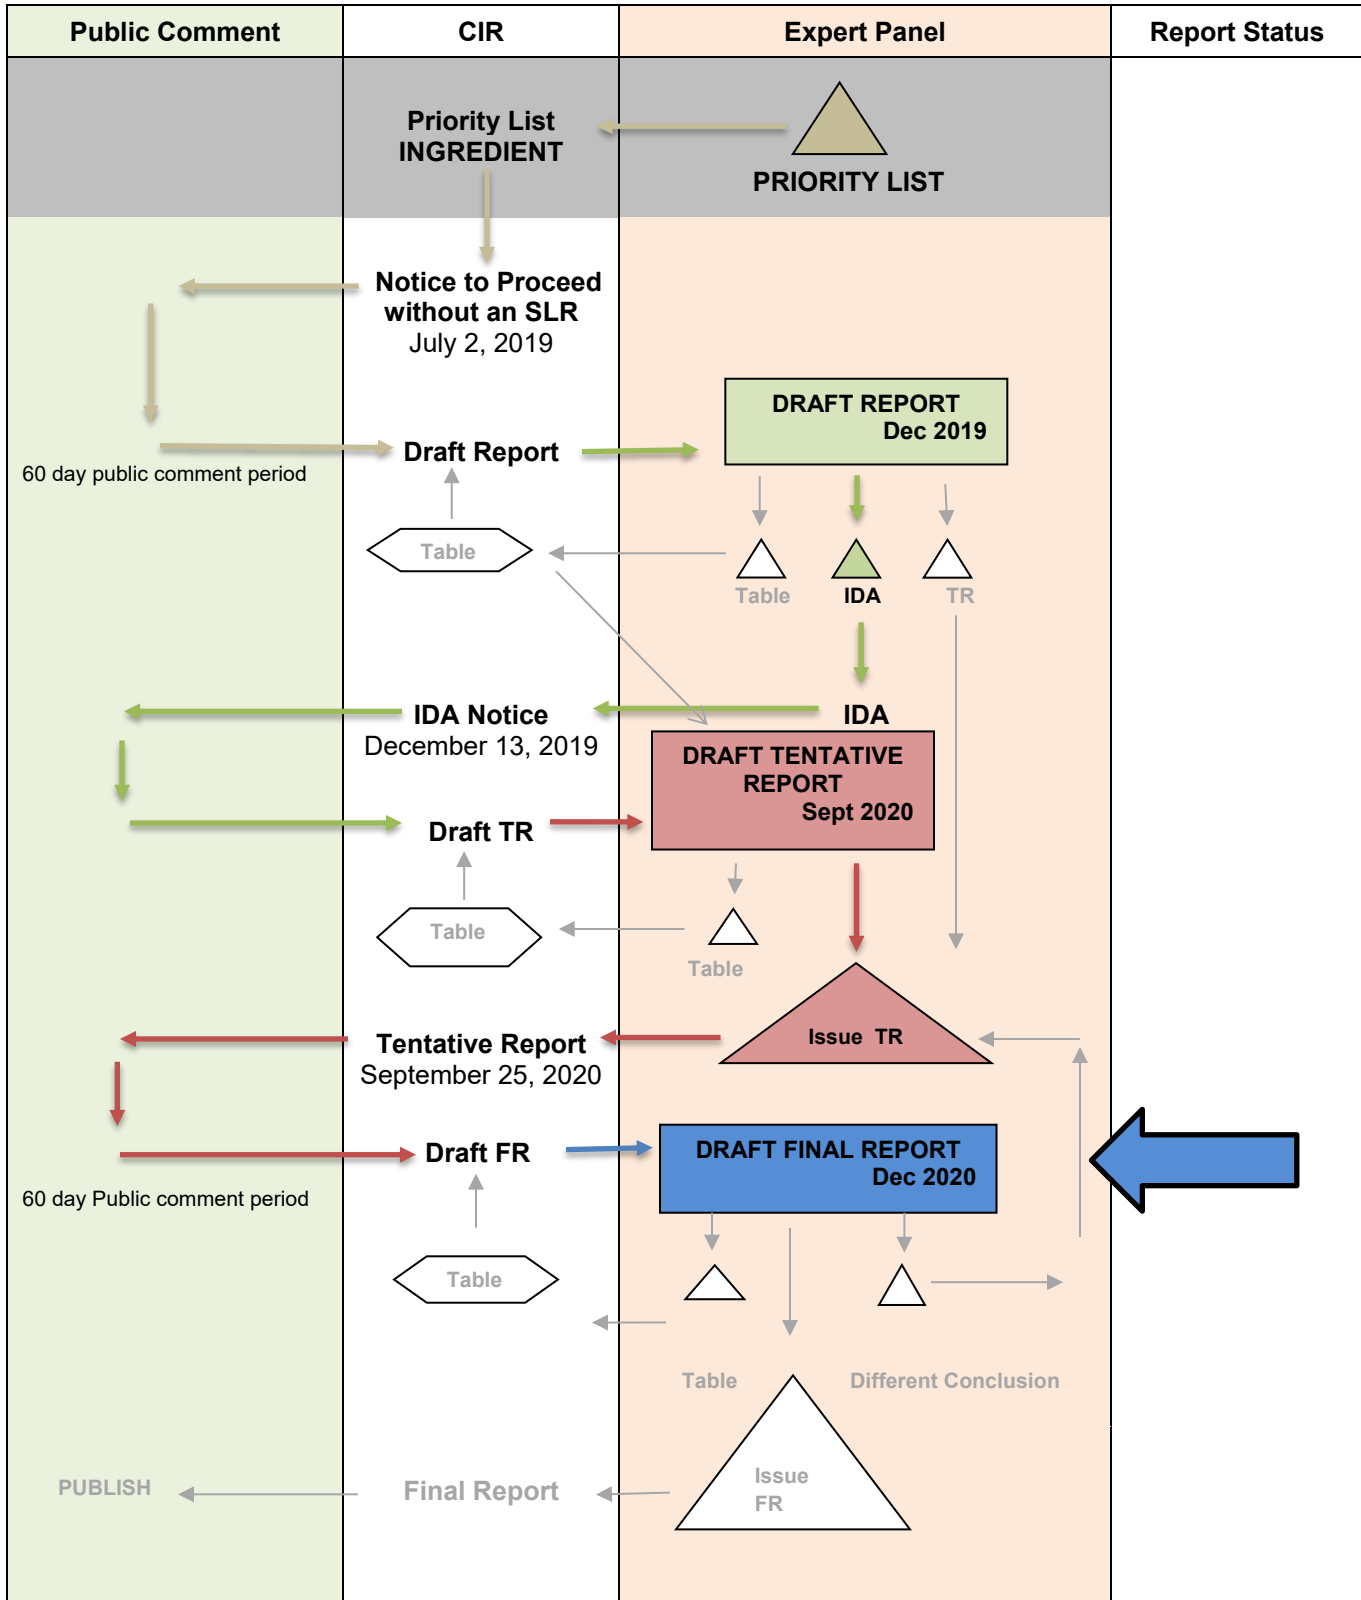 Public Comment
CIR
Expert Panel
Report Status
Priority List
INGREDIENT
PRIORITY LIST
Notice to Proceed
without an SLR
July 2, 2019
DRAFT REPORT
Dec 2019
60 day public comment period
Draft Report
Table
Table
IDA
TR
IDA Notice
December 13, 2019
IDA
DRAFT TENTATIVE
REPORT
Sept 2020
Draft TR
Table
Table
Issue TR
Tentative Report
September 25, 2020
Draft FR
DRAFT FINAL REPORT
Dec 2020
60 day Public comment period
Table
Table
Different Conclusion
PUBLISH
Final Report
Issue
FR